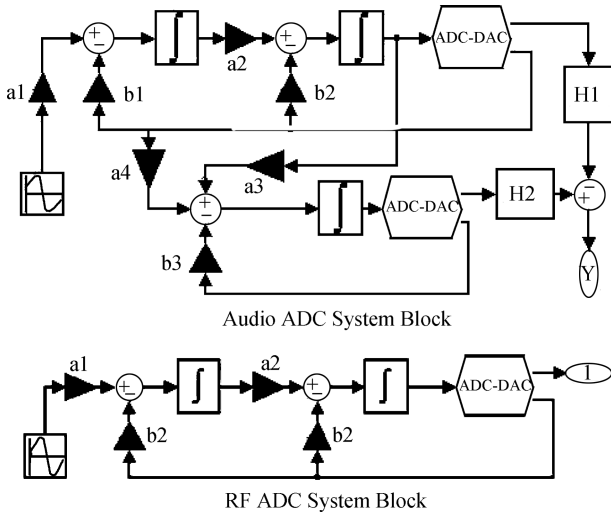 ADC-DAC
a1
b1
a2
b2
H1
a4
a3
ADC-DAC
H2
b3
Y
Audio ADC System Block
a1
a2
ADC-DAC
1
b2
b2
RF ADC System Block